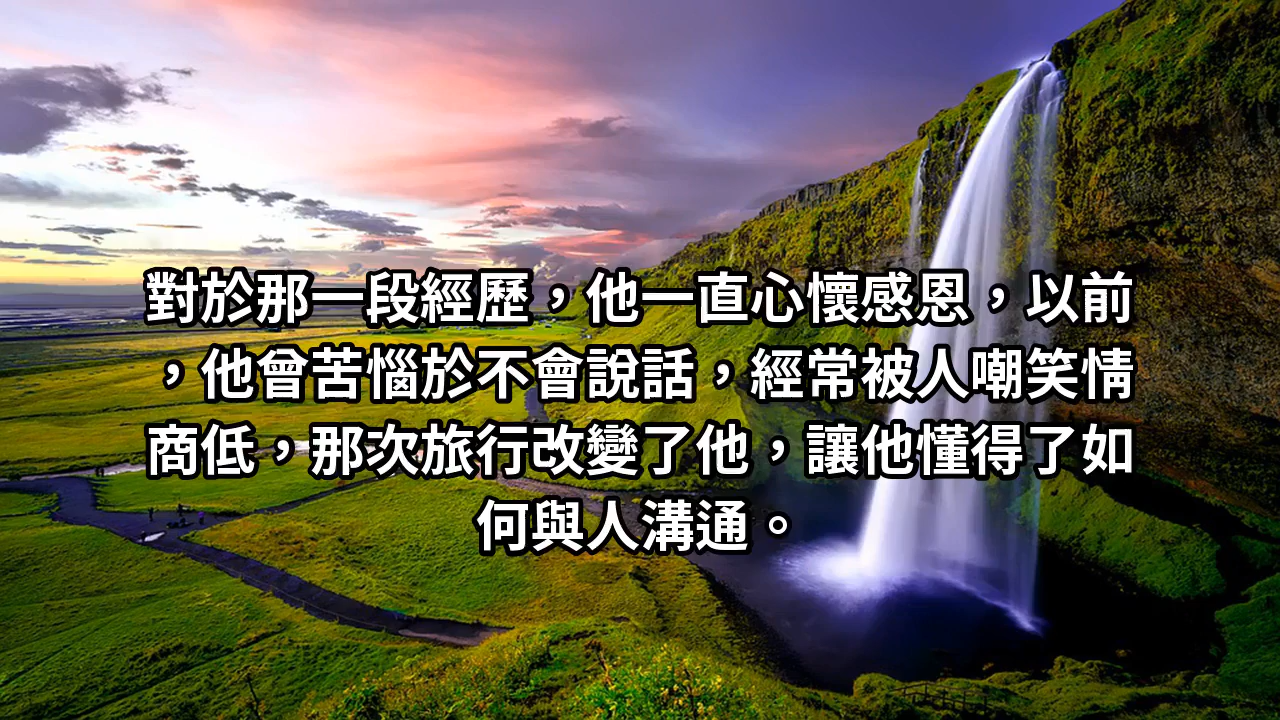 對於那一段經歷，他一直心懷感恩，以前
，他曾苦惱於不會說話，經常被人嘲笑情
商低，那次旅行改變了他，讓他懂得了如
何與人溝通。